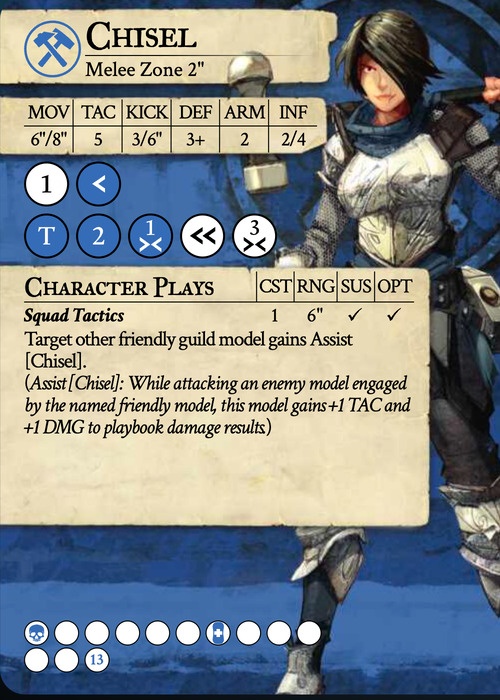 CHISEL
Melee Zone 2"
MOV TAC KICK DEF ARM INF
6"/8" 5 3/6" 3+ 2 2/4
1 <
T 2 1 >< << 3 ><
CHARACTER PLAYS CST RNG SUS OPT
Squad Tactics 1 6" ✓ ✓
Target other friendly guild model gains Assist
[Chisel].
(Assist [Chisel]: While attacking an enemy model engaged
by the named friendly model, this model gains +1 TAC and
+1 DMG to playbook damage results.)
13